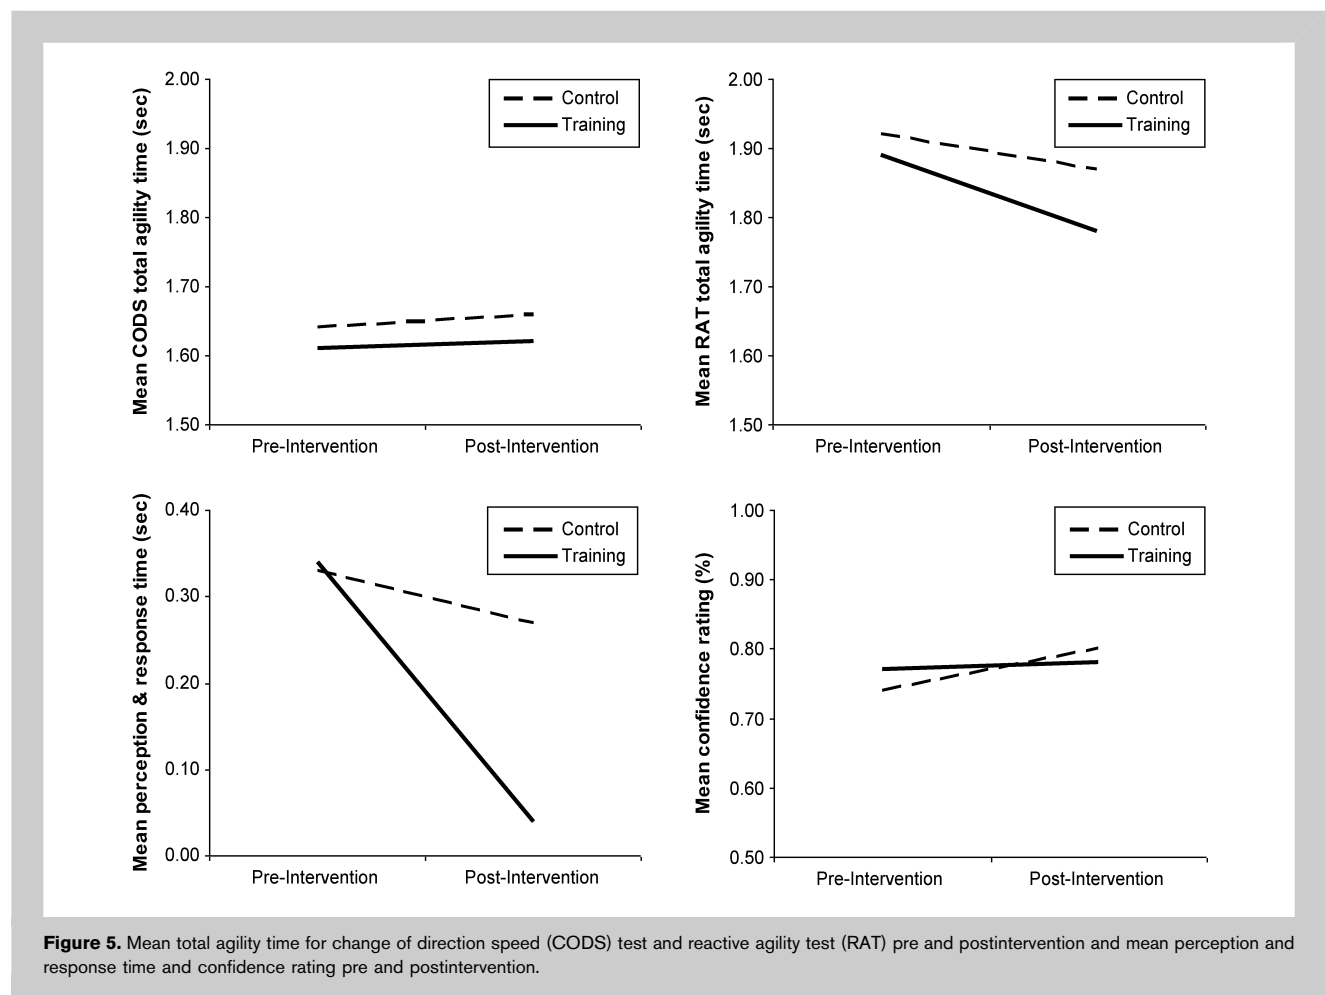 Mean CODS total agility time (sec)
2.00
1.90
1.80
1.70
1.60
1.50
Control
Training
Pre-Intervention
Post-Intervention
Mean RAT total agility time (sec)
2.00
1.90
1.80
1.70
1.60
1.50
Control
Training
Pre-Intervention
Post-Intervention
Mean perception & response time (sec)
0.40
0.30
0.20
0.10
0.00
Control
Training
Pre-Intervention
Post-Intervention
Mean confidence rating (%)
1.00
0.90
0.80
0.70
0.60
0.50
Control
Training
Pre-Intervention
Post-Intervention
Figure 5. Mean total agility time for change of direction speed (CODS) test and reactive agility test (RAT) pre and postintervention and mean perception and
response time and confidence rating pre and postintervention.